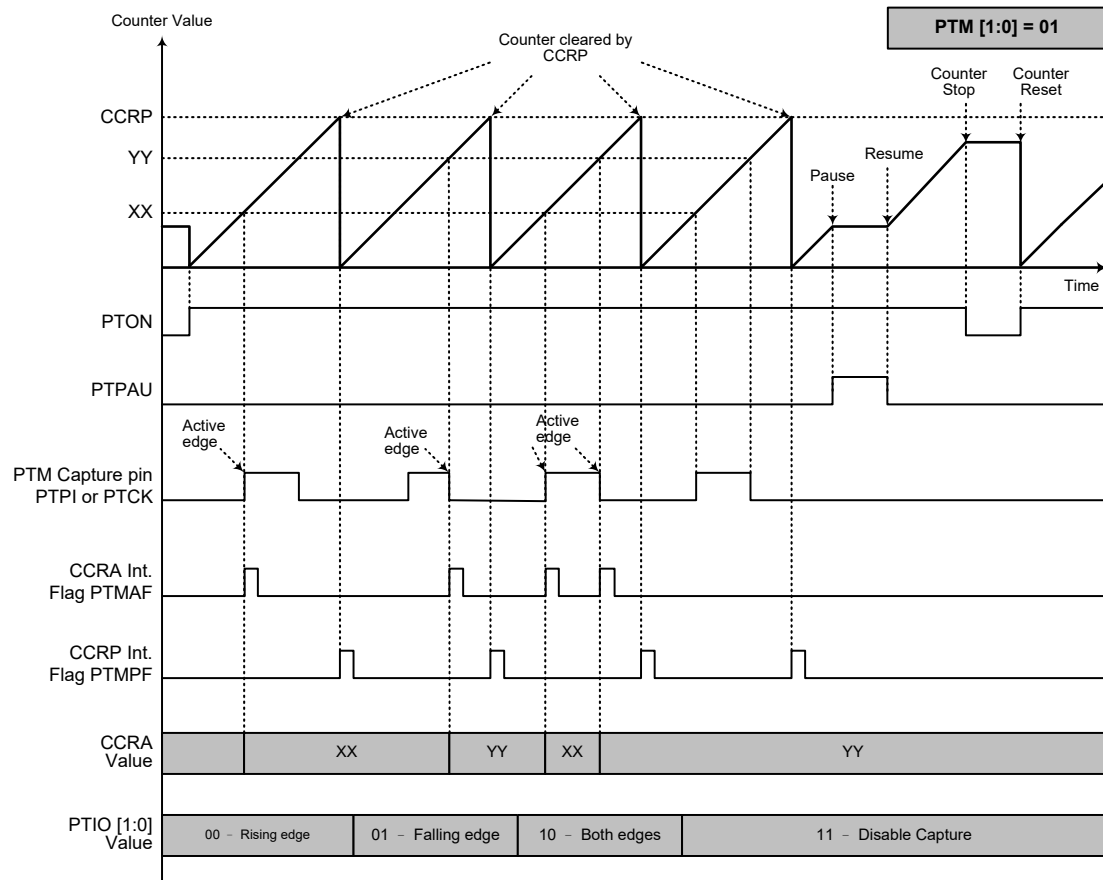 Counter Value
PTM [1:0] = 01
Counter cleared by
CCRP
Counter
Stop
Counter
Reset
CCRP
YY
Resume
Pause
XX
Time
PTON
PTPAU
Active
edge
Active
edge
Active
edge
PTM Capture pin
PTPI or PTCK
CCRA Int.
Flag PTMAF
CCRP Int.
Flag PTMPF
CCRA
Value
XX
YY
XX
YY
PTIO [1:0]
Value
00 – Rising edge
01 – Falling edge
10 – Both edges
11 – Disable Capture